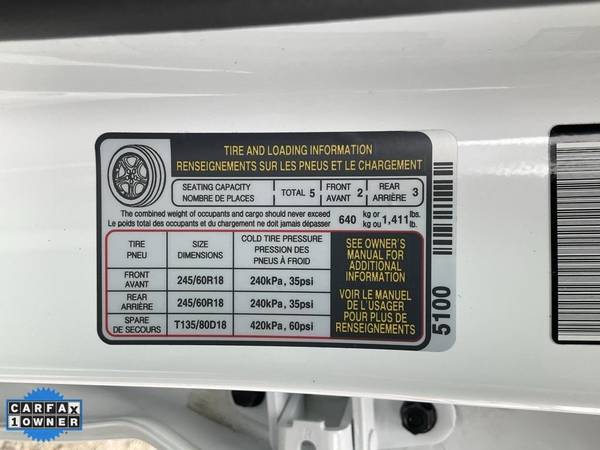 TIRE AND LOADING INFORMATION
RENSEIGNEMENTS SUR LES PNEUS ET LE CHARGEMENT
SEATING CAPACITY
NOMBRE DE PLACES
TOTAL 5
FRONT
AVANT 2
REAR
ARRIÈRE 3
The combined weight of occupants and cargo should never exceed
Le poids total des occupants et du chargement ne doit jamais dépasser
640 kg or 1,411 lbs.
kg ou lb.
TIRE
PNEU
SIZE
DIMENSIONS
COLD TIRE PRESSURE
PRESSION DES
PNEUS À FROID
FRONT
AVANT
245/60R18
240kPa, 35psi
REAR
ARRIÈRE
245/60R18
240kPa, 35psi
SPARE
DE SECOURS
T135/80D18
420kPa, 60psi
SEE OWNER'S
MANUAL FOR
ADDITIONAL
INFORMATION
VOIR LE MANUEL
DE L'USAGER
POUR PLUS DE
RENSEIGNEMENTS
5100
CARFAX
1 OWNER